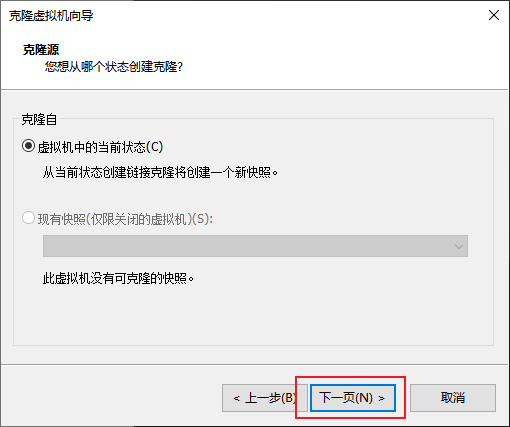 克隆虚拟机向导
克隆源
您想从哪个状态创建克隆?
克隆自
虚拟机中的当前状态(C)
从当前状态创建链接克隆将创建一个新快照。
现有快照(仅限关闭的虚拟机)(S):
此虚拟机没有可克隆的快照。
< 上一步(B)
下一页(N) >
取消